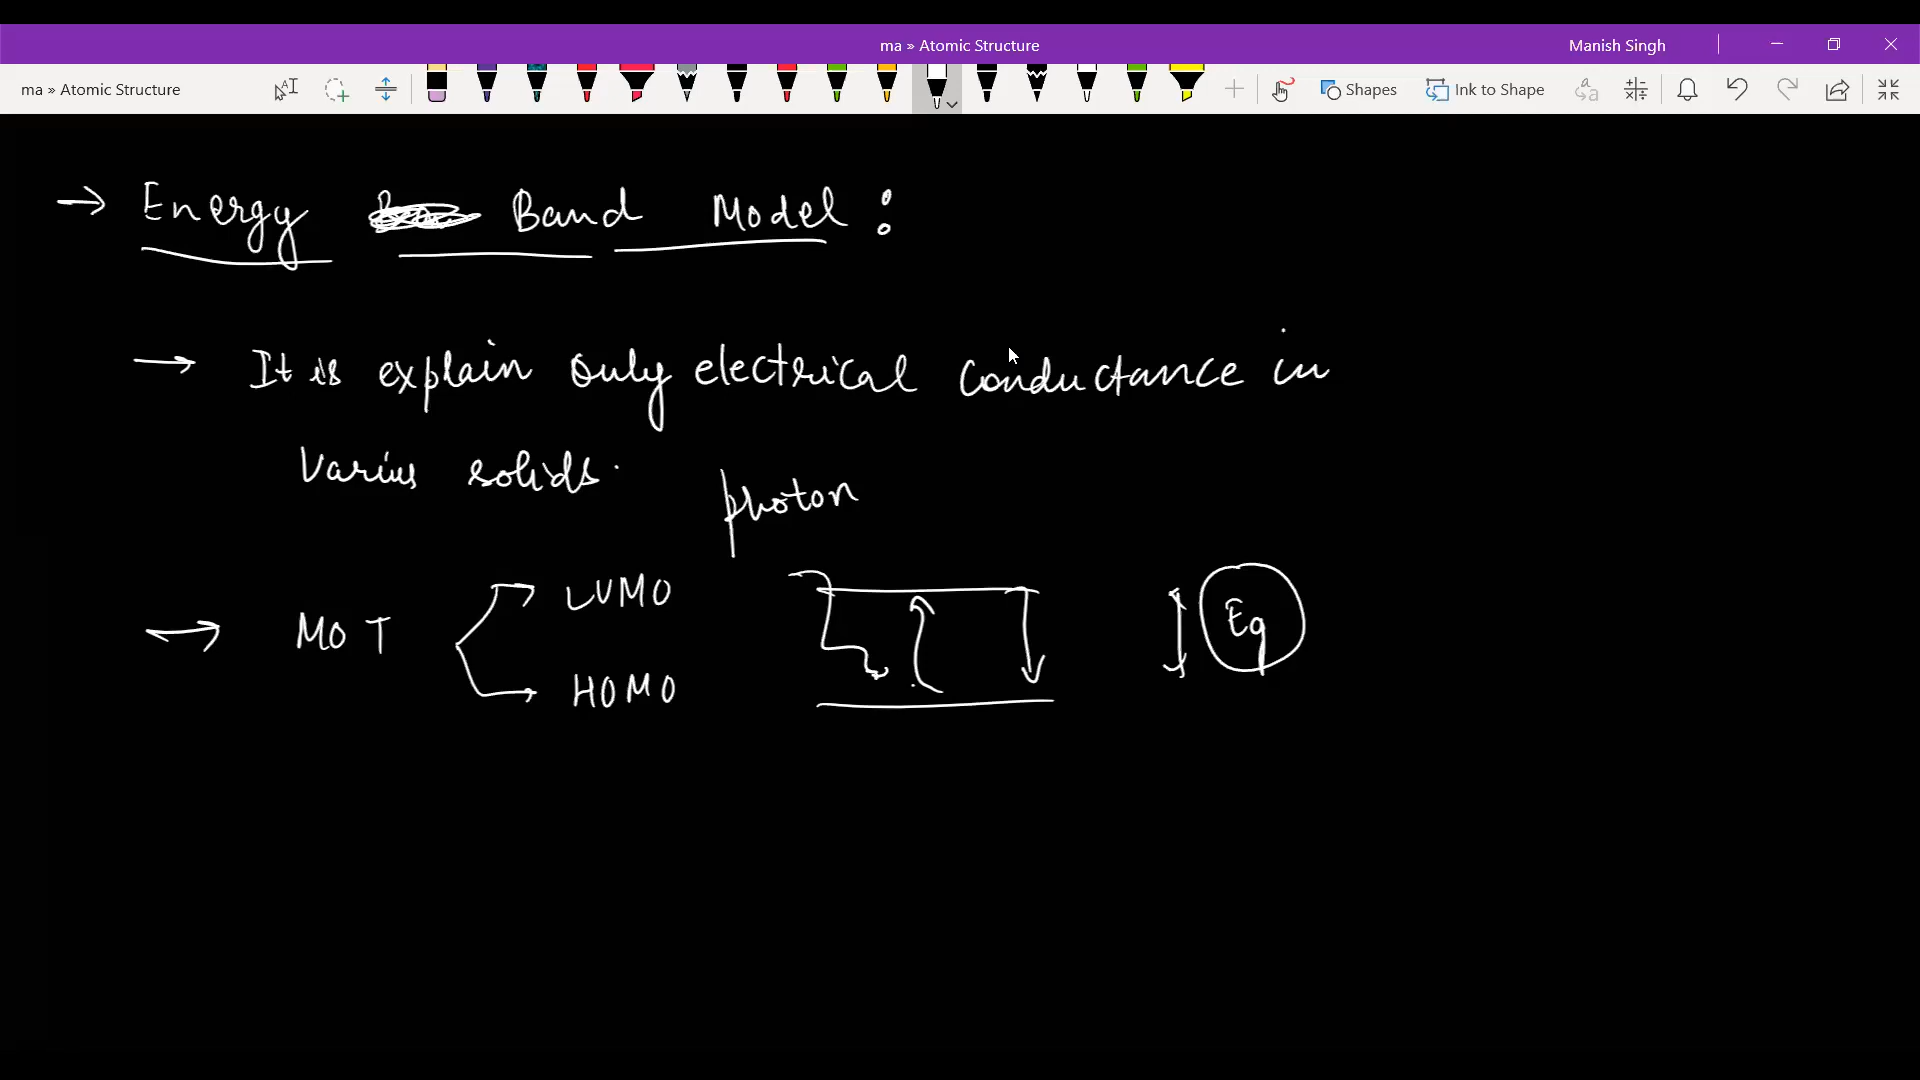 ma » Atomic Structure
Manish Singh
ma » Atomic Structure
Shapes
Ink to Shape
→ Energy Band Model :
→ It is explain only electrical conductance in
Varius solids.
photon
→ MOT
LUMO
HOMO
Eg